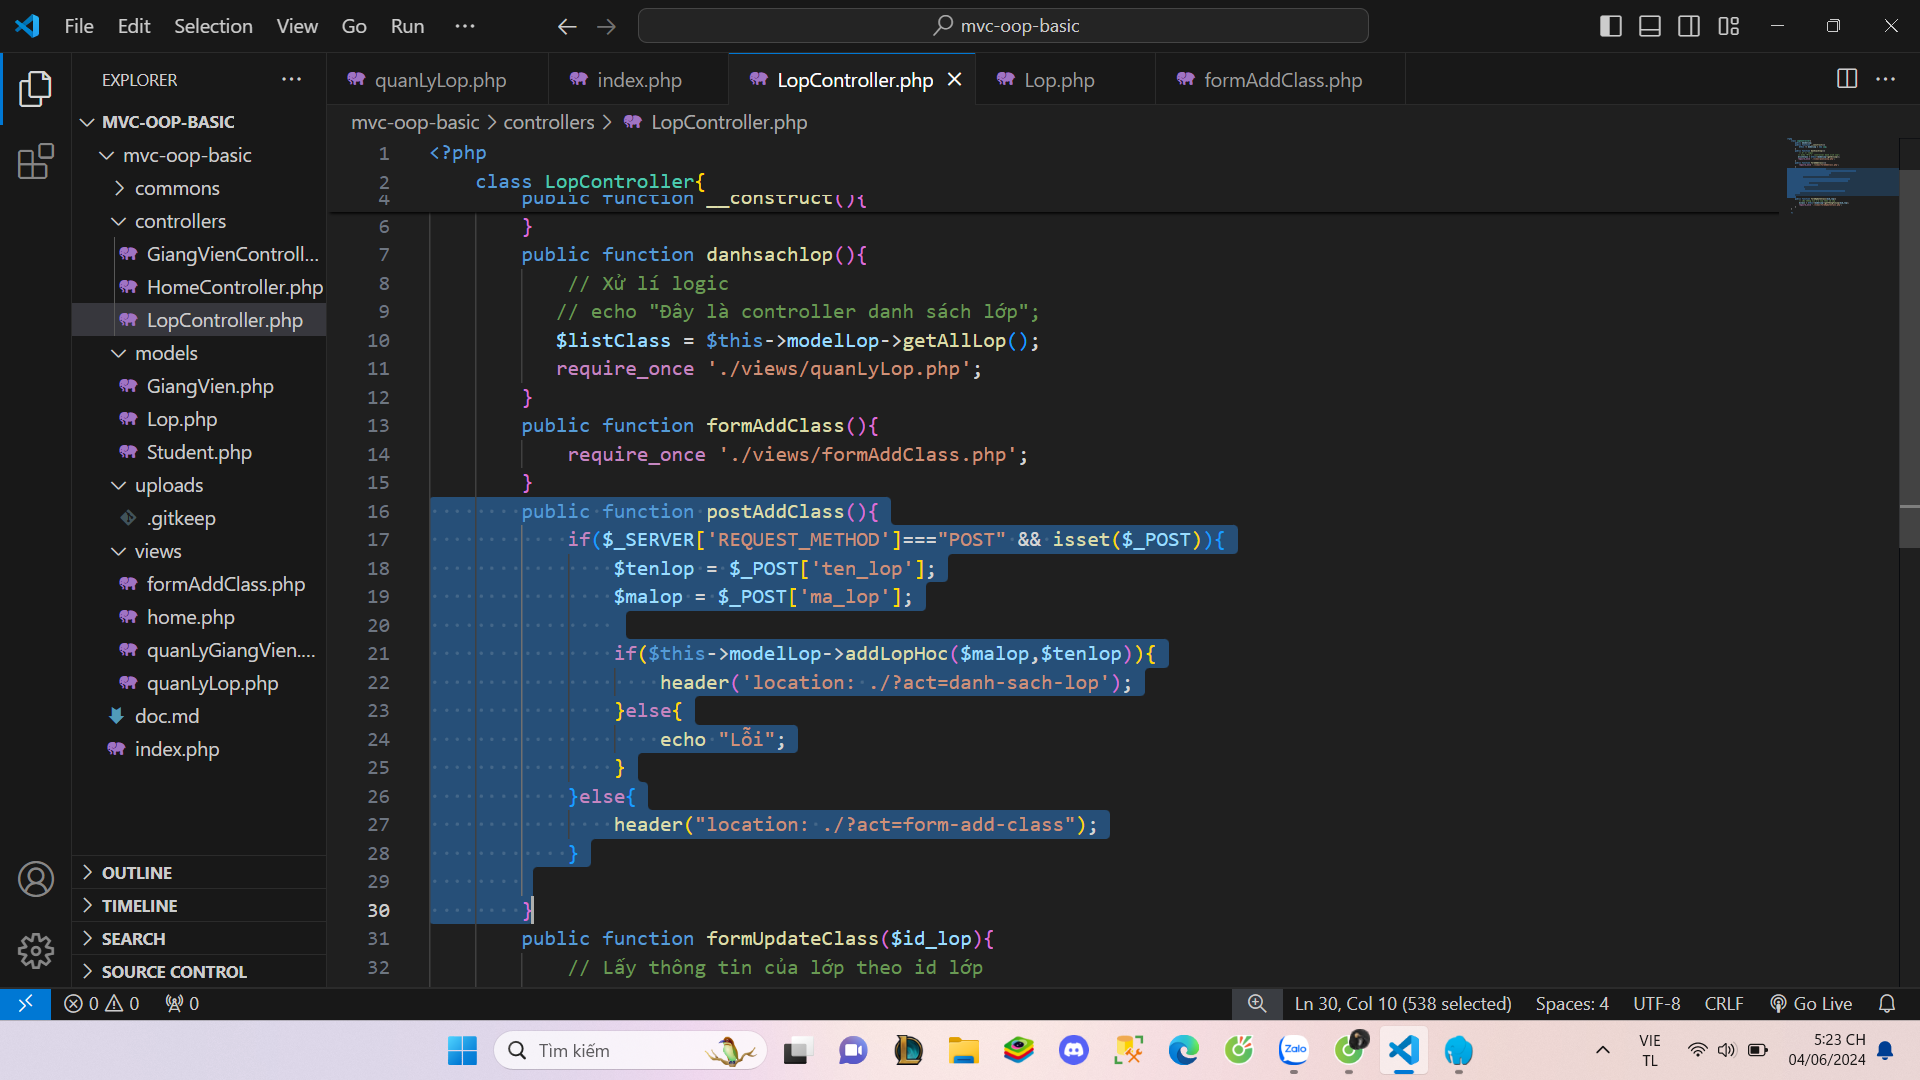 File Edit Selection View Go Run ··· mvc-oop-basic
EXPLORER ···
MVC-OOP-BASIC
mvc-oop-basic
commons
controllers
GiangVienControll...
HomeController.php
LopController.php
models
GiangVien.php
Lop.php
Student.php
uploads
.gitkeep
views
formAddClass.php
home.php
quanLyGiangVien....
quanLyLop.php
doc.md
index.php
OUTLINE
TIMELINE
SEARCH
SOURCE CONTROL
quanLyLop.php index.php LopController.php Lop.php formAddClass.php
mvc-oop-basic > controllers > LopController.php
1 <?php
2 class LopController{
4 public function __construct(){
6 }
7 public function danhsachlop(){
8 // Xử lí logic
9 // echo "Đây là controller danh sách lớp";
10 $listClass = $this->modelLop->getAllLop();
11 require_once './views/quanLyLop.php';
12 }
13 public function formAddClass(){
14 require_once './views/formAddClass.php';
15 }
16 public function postAddClass(){
17 if($_SERVER['REQUEST_METHOD']==="POST" && isset($_POST)){
18 $tenlop = $_POST['ten_lop'];
19 $malop = $_POST['ma_lop'];
20
21 if($this->modelLop->addLopHoc($malop,$tenlop)){
22 header('location: ./?act=danh-sach-lop');
23 }else{
24 echo "Lỗi";
25 }
26 }else{
27 header("location: ./?act=form-add-class");
28 }
29
30 }
31 public function formUpdateClass($id_lop){
32 // Lấy thông tin của lớp theo id lớp
0 0 0 Ln 30, Col 10 (538 selected) Spaces: 4 UTF-8 CRLF Go Live
Tìm kiếm
Zalo
VIE
TL
5:23 CH
04/06/2024